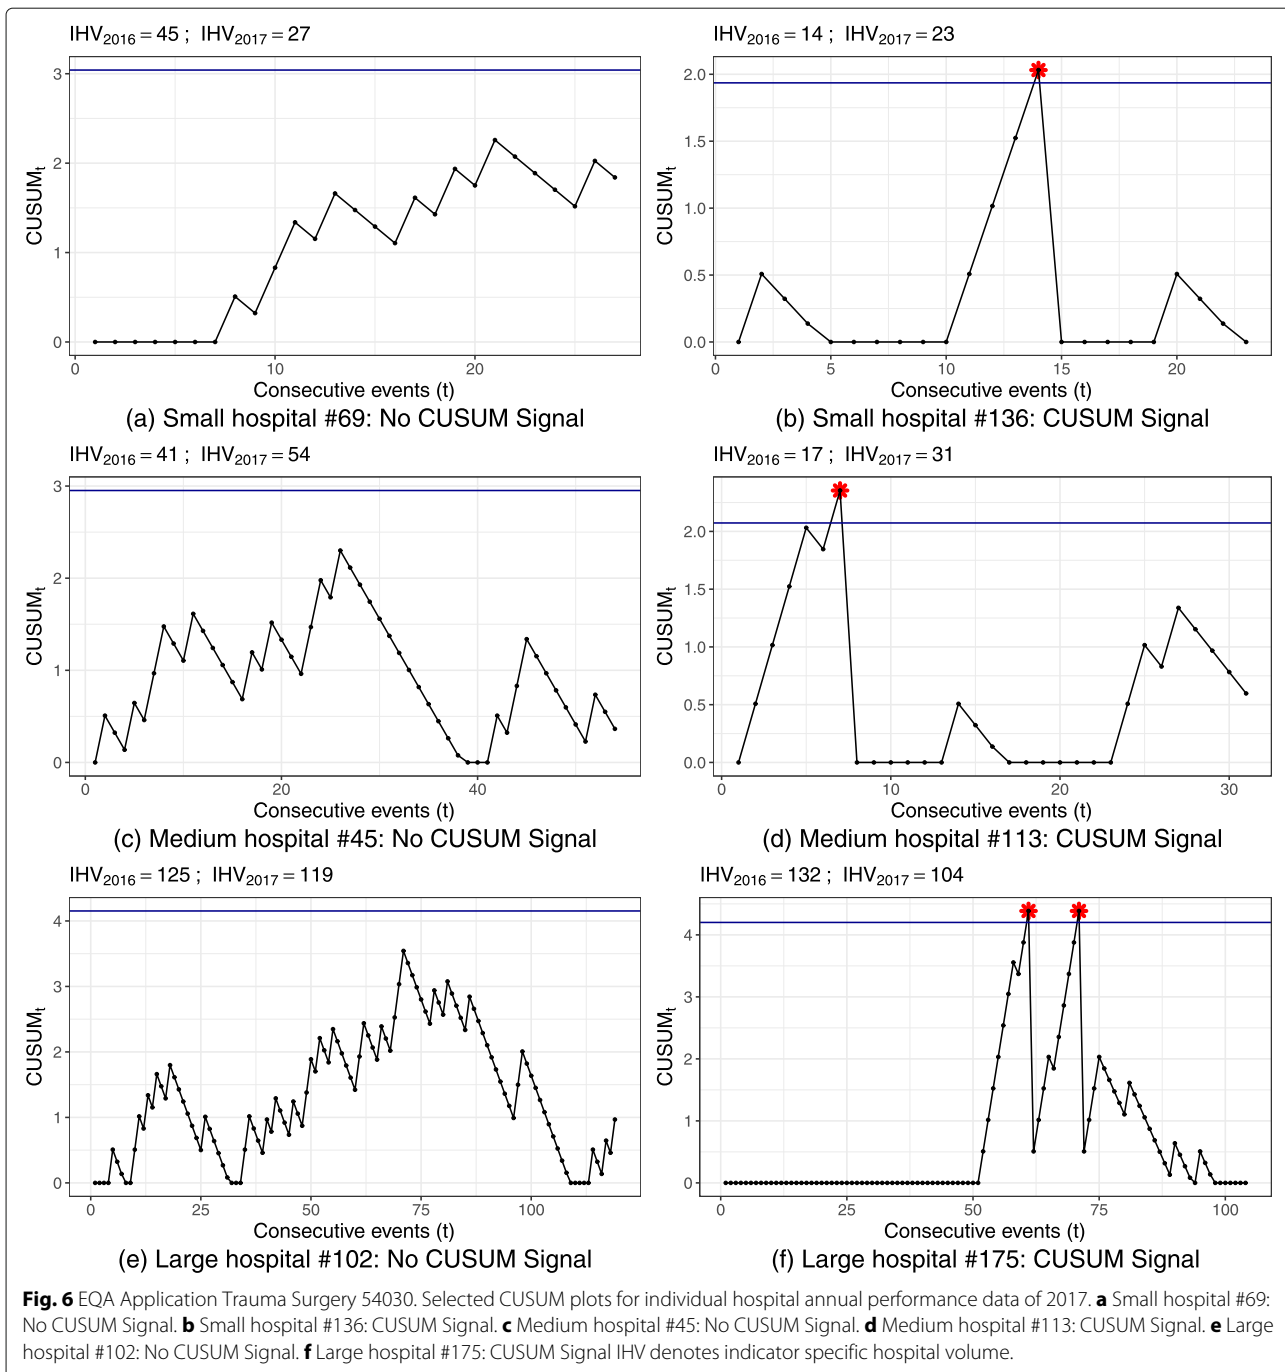 IHV2016 = 45 ; IHV2017 = 27
3
2
1
0
CUSUMt
0 10 20
Consecutive events (t)
(a) Small hospital #69: No CUSUM Signal
IHV2016 = 14 ; IHV2017 = 23
2.0
1.5
1.0
0.5
0.0
CUSUMt
0 5 10 15 20
Consecutive events (t)
(b) Small hospital #136: CUSUM Signal
IHV2016 = 41 ; IHV2017 = 54
3
2
1
0
CUSUMt
0 20 40
Consecutive events (t)
(c) Medium hospital #45: No CUSUM Signal
IHV2016 = 17 ; IHV2017 = 31
2.0
1.5
1.0
0.5
0.0
CUSUMt
0 10 20 30
Consecutive events (t)
(d) Medium hospital #113: CUSUM Signal
IHV2016 = 125 ; IHV2017 = 119
4
3
2
1
0
CUSUMt
0 25 50 75 100
Consecutive events (t)
(e) Large hospital #102: No CUSUM Signal
IHV2016 = 132 ; IHV2017 = 104
4
3
2
1
0
CUSUMt
0 25 50 75 100
Consecutive events (t)
(f) Large hospital #175: CUSUM Signal
Fig. 6 EQA Application Trauma Surgery 54030. Selected CUSUM plots for individual hospital annual performance data of 2017. a Small hospital #69:
No CUSUM Signal. b Small hospital #136: CUSUM Signal. c Medium hospital #45: No CUSUM Signal. d Medium hospital #113: CUSUM Signal. e Large
hospital #102: No CUSUM Signal. f Large hospital #175: CUSUM Signal IHV denotes indicator specific hospital volume.